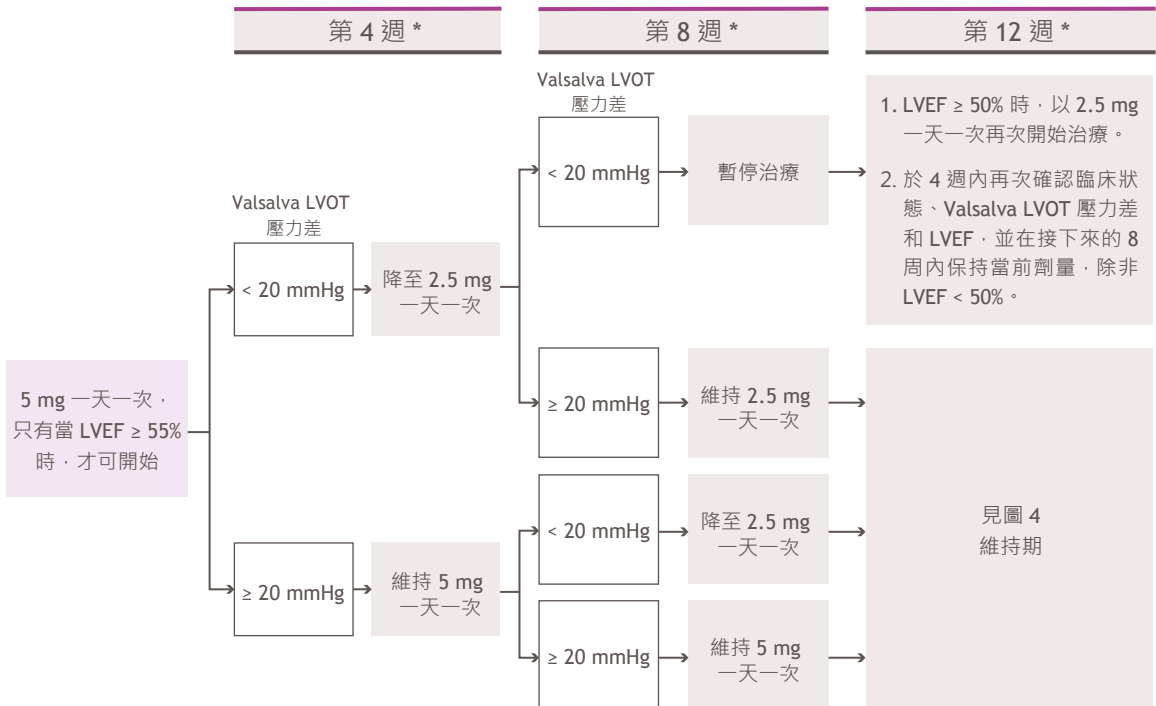 第 4 週 *
第 8 週 *
第 12 週 *
5 mg 一天一次，
只有當 LVEF ≥ 55%
時，才可開始
Valsalva LVOT
壓力差
< 20 mmHg
降至 2.5 mg
一天一次
≥ 20 mmHg
維持 5 mg
一天一次
Valsalva LVOT
壓力差
< 20 mmHg
暫停治療
≥ 20 mmHg
維持 2.5 mg
一天一次
< 20 mmHg
降至 2.5 mg
一天一次
≥ 20 mmHg
維持 5 mg
一天一次
1. LVEF ≥ 50% 時，以 2.5 mg
一天一次再次開始治療。
2. 於 4 週內再次確認臨床狀
態、Valsalva LVOT 壓力差
和 LVEF，並在接下來的 8
周內保持當前劑量，除非
LVEF < 50%。
見圖 4
維持期